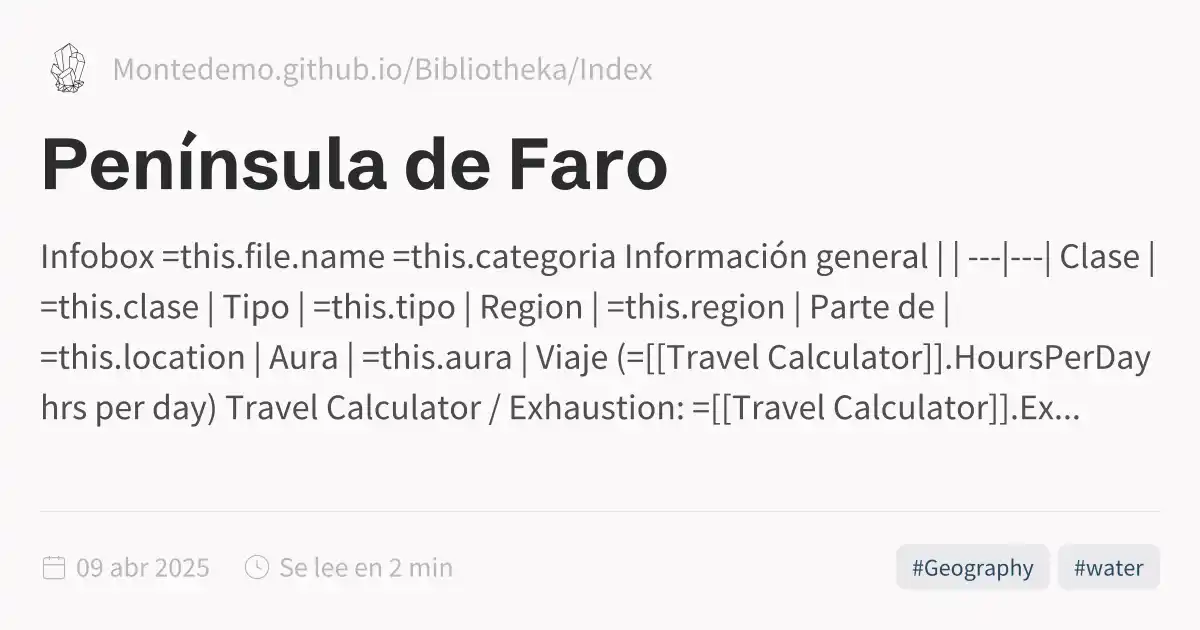 Montedemo.github.io/Bibliotheka/Index
Península de Faro
Infobox =this.file.name =this.categoria Información general | | ---|---| Clase |
=this.clase | Tipo | =this.tipo | Region | =this.region | Parte de |
=this.location | Aura | =this.aura | Viaje (=[[Travel Calculator]].HoursPerDay
hrs per day) Travel Calculator / Exhaustion: =[[Travel Calculator]].Ex...
09 abr 2025
Se lee en 2 min
#Geography
#water